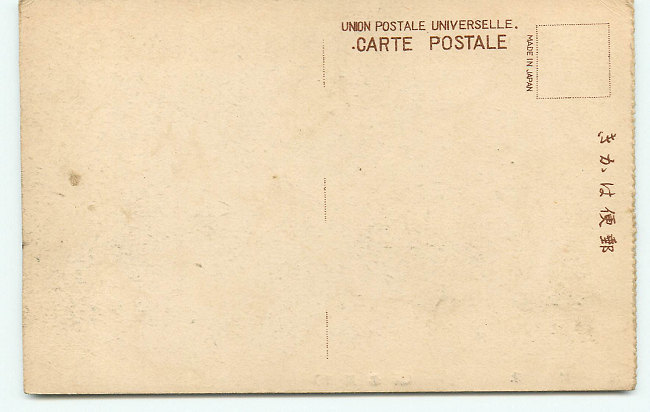 UNION POSTALE UNIVERSELLE.
.CARTE POSTALE
MADE IN JAPAN
きかは便郵